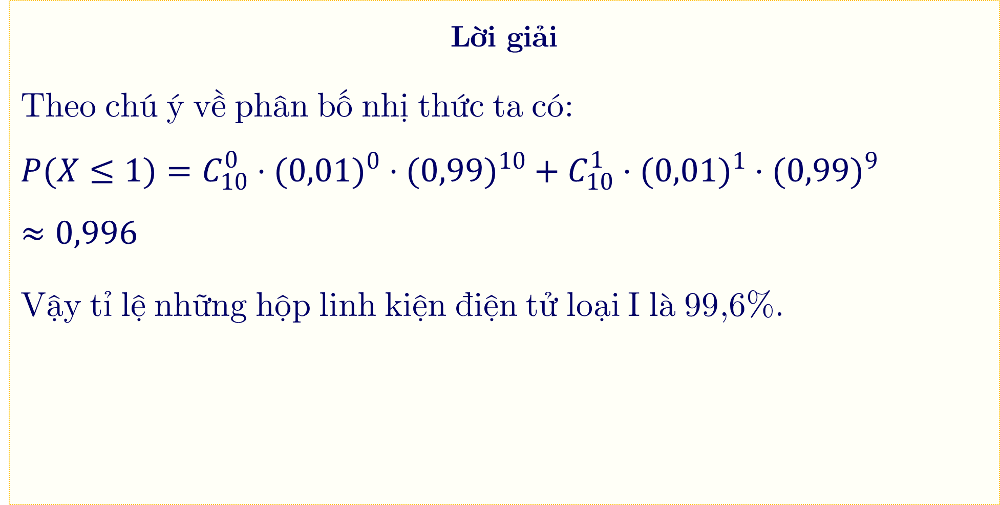 Lời giải
Theo chú ý về phân bố nhị thức ta có:
$P(X \leq 1) = C_{10}^{0} \cdot (0,01)^{0} \cdot (0,99)^{10} + C_{10}^{1} \cdot (0,01)^{1} \cdot (0,99)^{9}$
≈ 0,996
Vậy tỉ lệ những hộp linh kiện điện tử loại I là 99,6%.